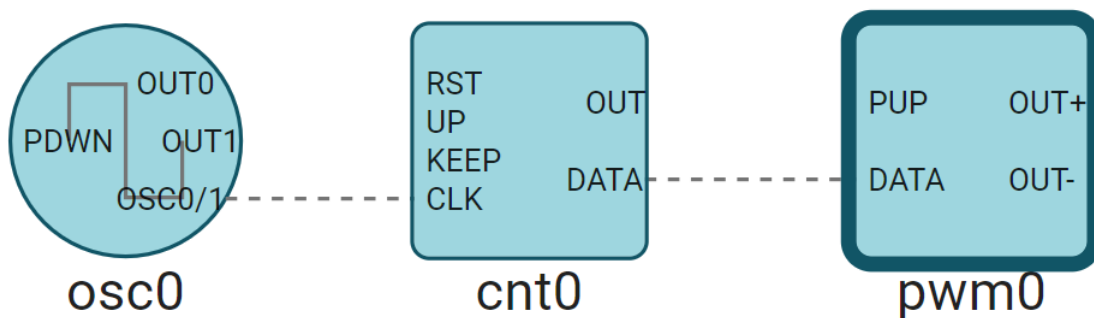 OUT0
PDWN
OUT1
OSC0/1
osc0
RST
UP
KEEP
CLK
OUT
DATA
cnt0
PUP
DATA
OUT+
OUT-
pwm0